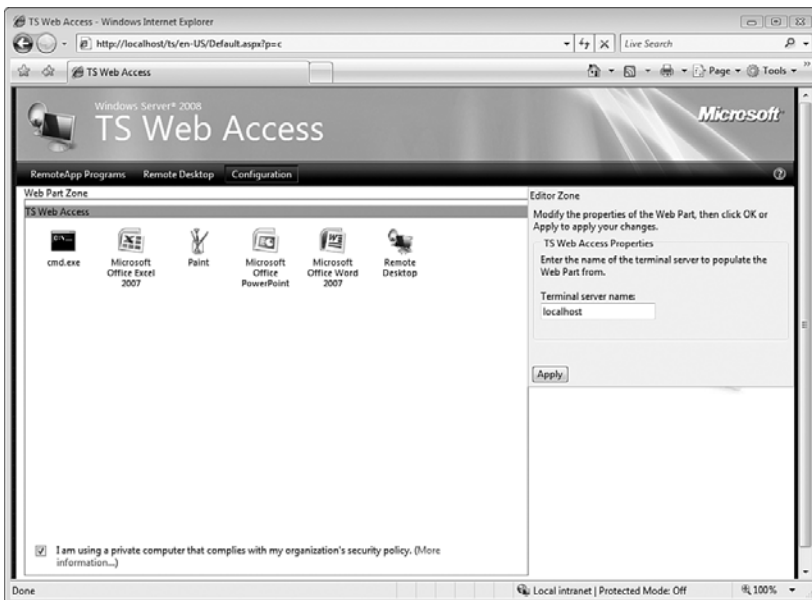 TS Web Access - Windows Internet Explorer
http://localhost/ts/en-US/Default.aspx?p=c
Live Search
TS Web Access
Page
Tools
Windows Server® 2008
TS Web Access
Microsoft
RemoteApp Programs Remote Desktop Configuration
Web Part Zone
TS Web Access
cmd.exe
Microsoft
Office Excel
2007
Paint
Microsoft
Office
PowerPoint
Microsoft
Office Word
2007
Remote
Desktop
Editor Zone
Modify the properties of the Web Part, then click OK or
Apply to apply your changes.
TS Web Access Properties
Enter the name of the terminal server to populate the
Web Part from.
Terminal server name:
localhost
Apply
I am using a private computer that complies with my organization's security policy. (More
information...)
Done
Local intranet | Protected Mode: Off
100%